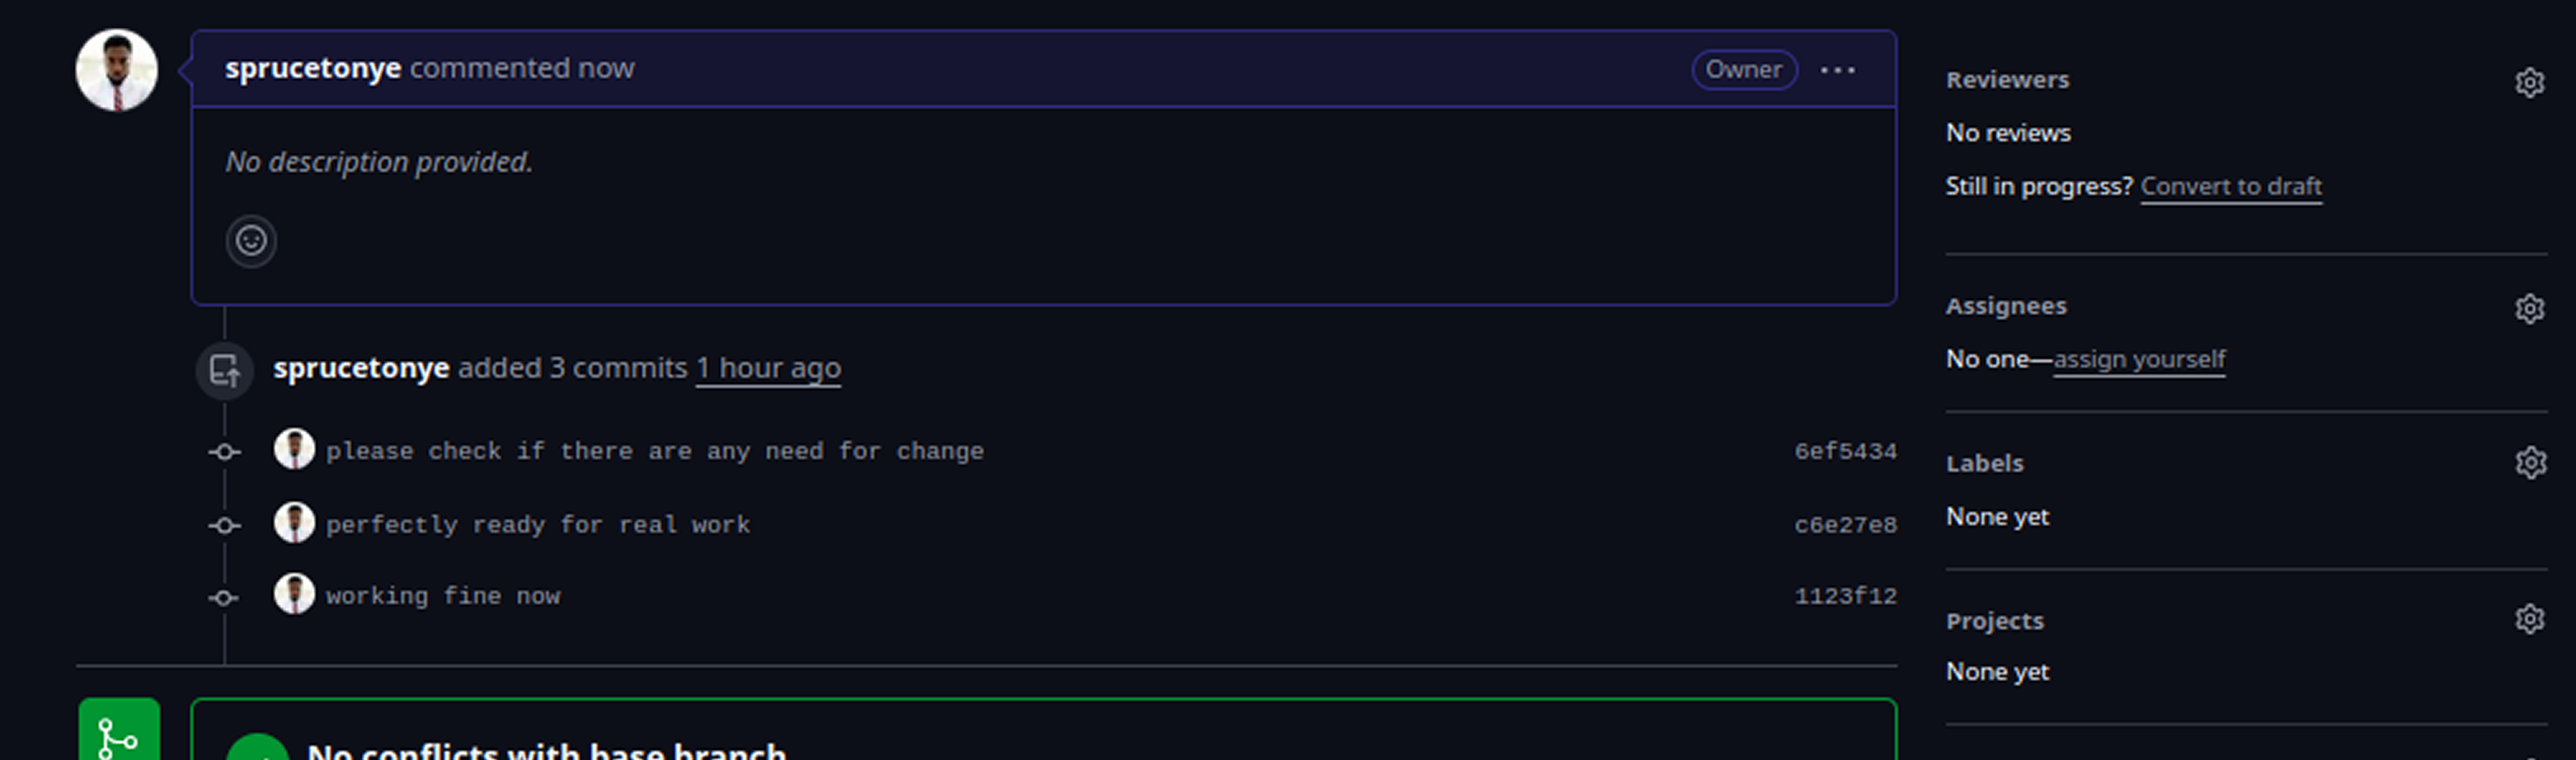 sprucetonye commented now
Owner
No description provided.
sprucetonye added 3 commits 1 hour ago
please check if there are any need for change
6ef5434
perfectly ready for real work
c6e27e8
working fine now
1123f12
No conflicts with base branch
Reviewers
No reviews
Still in progress? Convert to draft
Assignees
No one—assign yourself
Labels
None yet
Projects
None yet